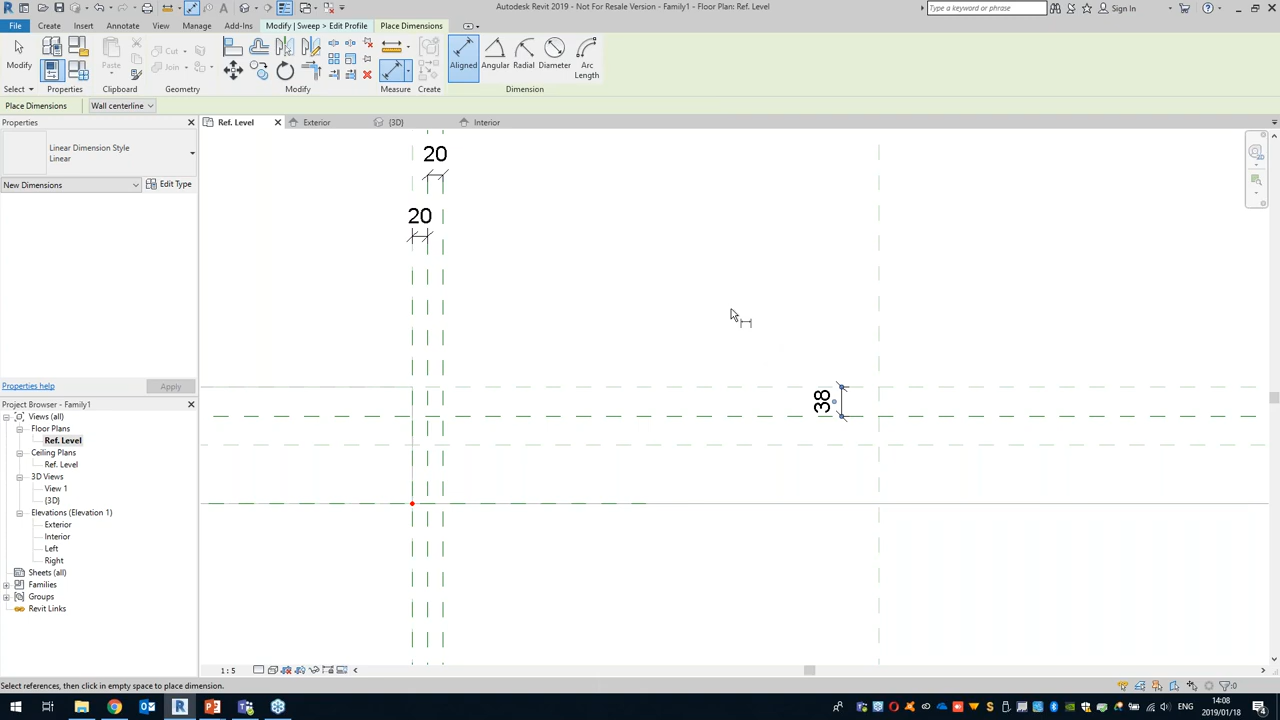 Autodesk Revit 2019 - Not For Resale Version - Family1 - Floor Plan: Ref. Level
Type a keyword or phrase
Sign In
File
Create
Insert
Annotate
View
Manage
Add-Ins
Modify | Sweep > Edit Profile
Place Dimensions
Modify
Paste
Cut
Join
Aligned
Angular
Radial
Diameter
Arc
Length
Select
Properties
Clipboard
Geometry
Modify
Measure
Create
Dimension
Place Dimensions
Wall centerline
Properties
Ref. Level
Exterior
{3D}
Interior
Linear Dimension Style
Linear
New Dimensions
Edit Type
20
20
38
Properties help
Apply
Project Browser - Family1
Views (all)
Floor Plans
Ref. Level
Ceiling Plans
Ref. Level
3D Views
View 1
{3D}
Elevations (Elevation 1)
Exterior
Interior
Left
Right
Sheets (all)
Families
Groups
Revit Links
1 : 5
Select references, then click in empty space to place dimension.
:0
14:08
2019/01/18